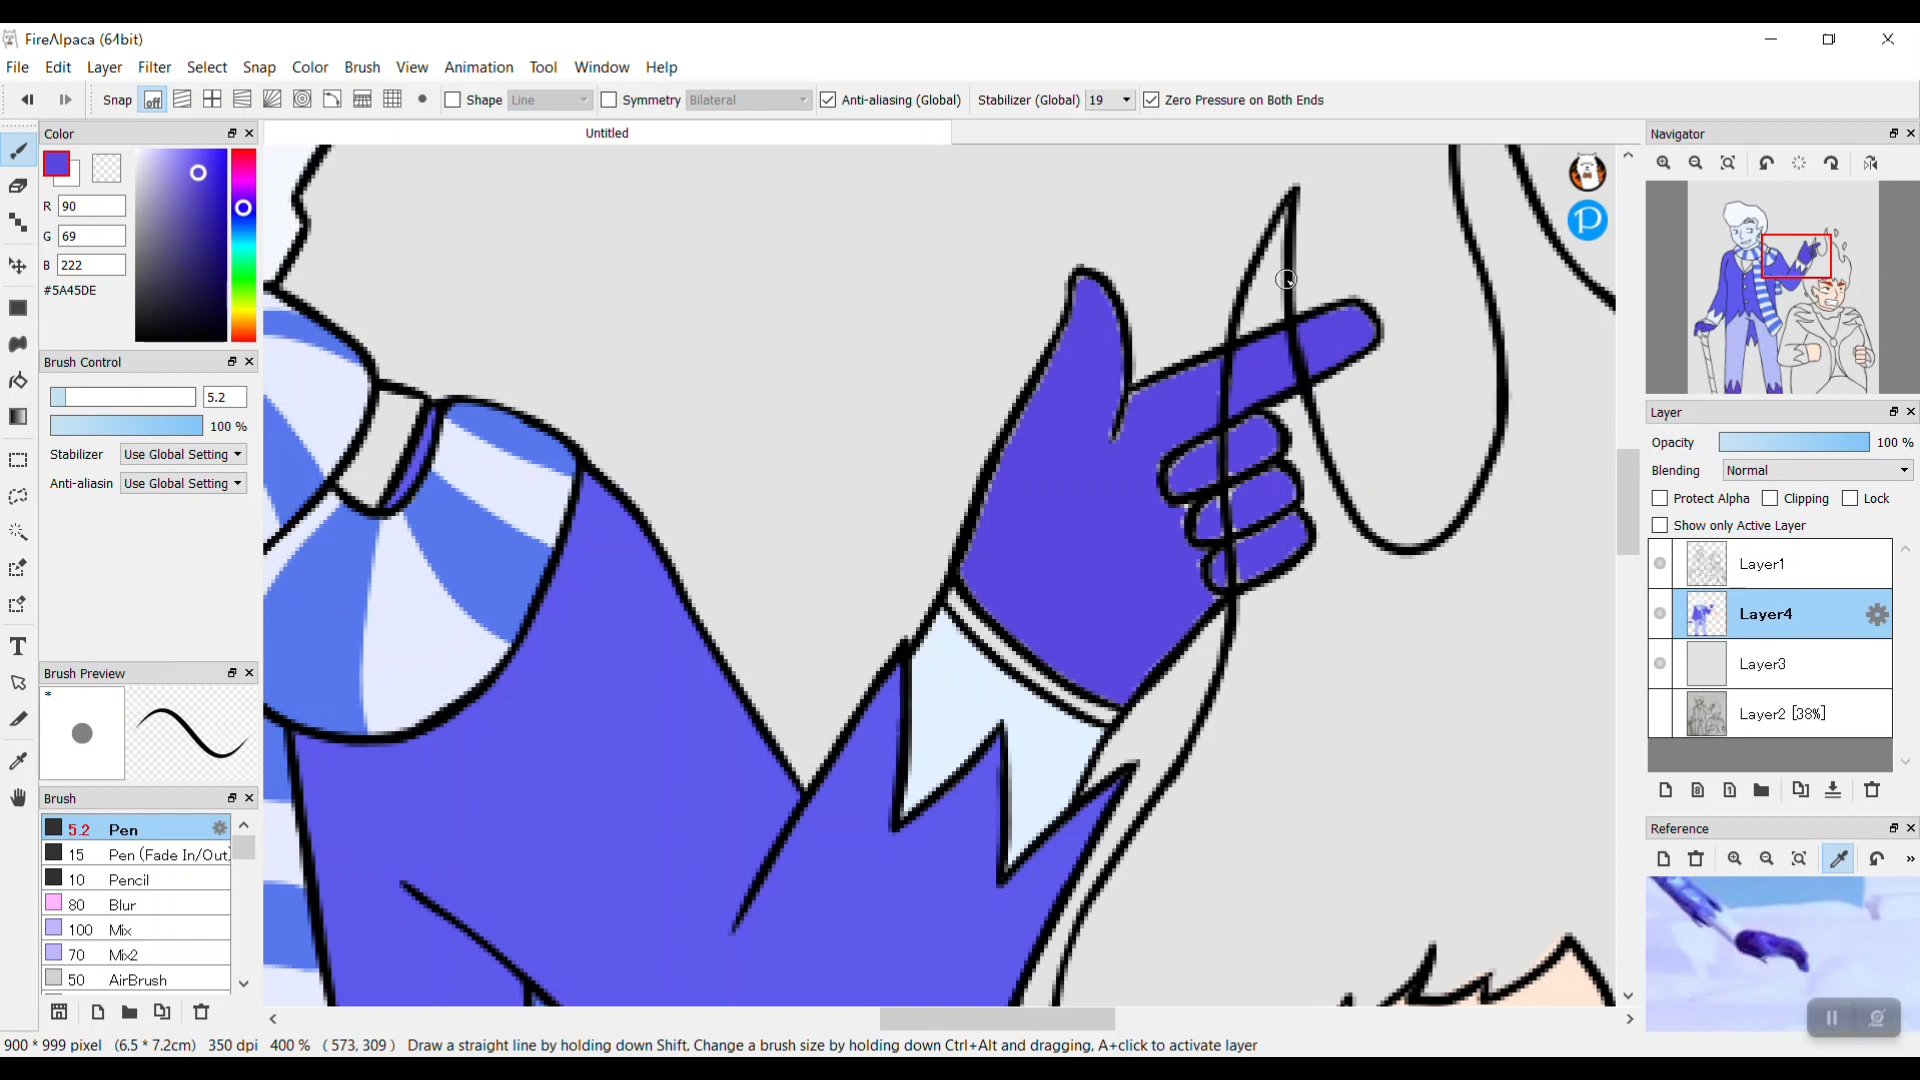 FireAlpaca (64bit)
File Edit Layer Filter Select Snap Color Brush View Animation Tool Window Help
Snap off Shape Line Symmetry Bilateral Anti-aliasing (Global) Stabilizer (Global) 19 Zero Pressure on Both Ends
Color
Untitled
Navigator
R 90
G 69
B 222
#5A45DE
Brush Control
5.2
100 %
Stabilizer Use Global Setting
Anti-aliasin Use Global Setting
Layer
Opacity 100 %
Blending Normal
Protect Alpha Clipping Lock
Show only Active Layer
Layer1
Layer4
Layer3
Layer2 [38%]
Brush Preview
*
Brush
5.2 Pen
15 Pen (Fade In/Out)
10 Pencil
80 Blur
100 Mix
70 Mix2
50 AirBrush
Reference
P
900 * 999 pixel (6.5 * 7.2cm) 350 dpi 400 % ( 573, 309 ) Draw a straight line by holding down Shift, Change a brush size by holding down Ctrl+Alt and dragging, A+click to activate layer